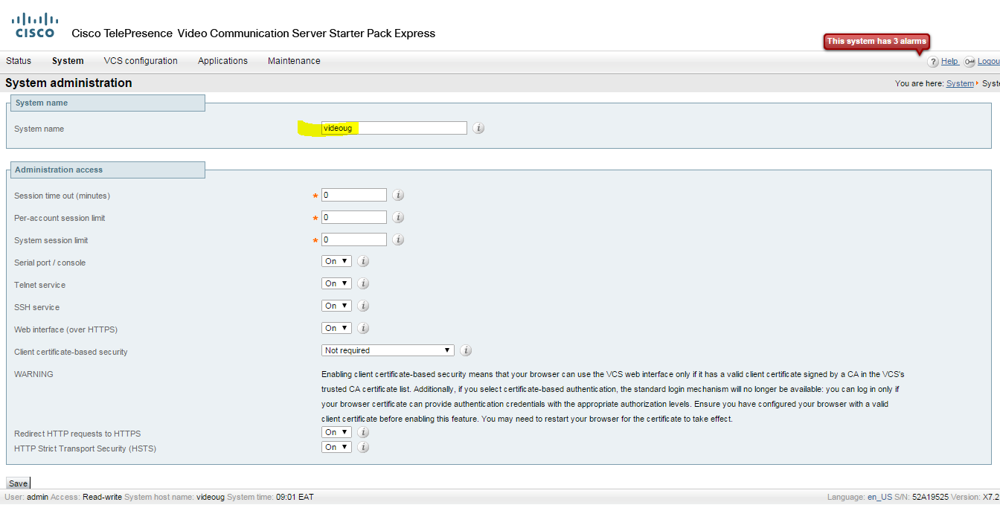 CISCO
Cisco TelePresence Video Communication Server Starter Pack Express
This system has 3 alarms
Status System VCS configuration Applications Maintenance
? Help Logou
System administration
You are here: System Syste
System name
System name videoug i
Administration access
Session time out (minutes) * 0 i
Per-account session limit * 0 i
System session limit * 0 i
Serial port / console On ▼ i
Telnet service On ▼ i
SSH service On ▼ i
Web interface (over HTTPS) On ▼ i
Client certificate-based security Not required ▼ i
WARNING Enabling client certificate-based security means that your browser can use the VCS web interface only if it has a valid client certificate signed by a CA in the VCS's
trusted CA certificate list. Additionally, if you select certificate-based authentication, the standard login mechanism will no longer be available: you can log in only if
your browser certificate can provide authentication credentials with the appropriate authorization levels. Ensure you have configured your browser with a valid
client certificate before enabling this feature. You may need to restart your browser for the certificate to take effect.
Redirect HTTP requests to HTTPS On ▼ i
HTTP Strict Transport Security (HSTS) On ▼ i
Save
User: admin Access: Read-write System host name: videoug System time: 09:01 EAT Language: en_US S/N: 52A19525 Version: X7.2